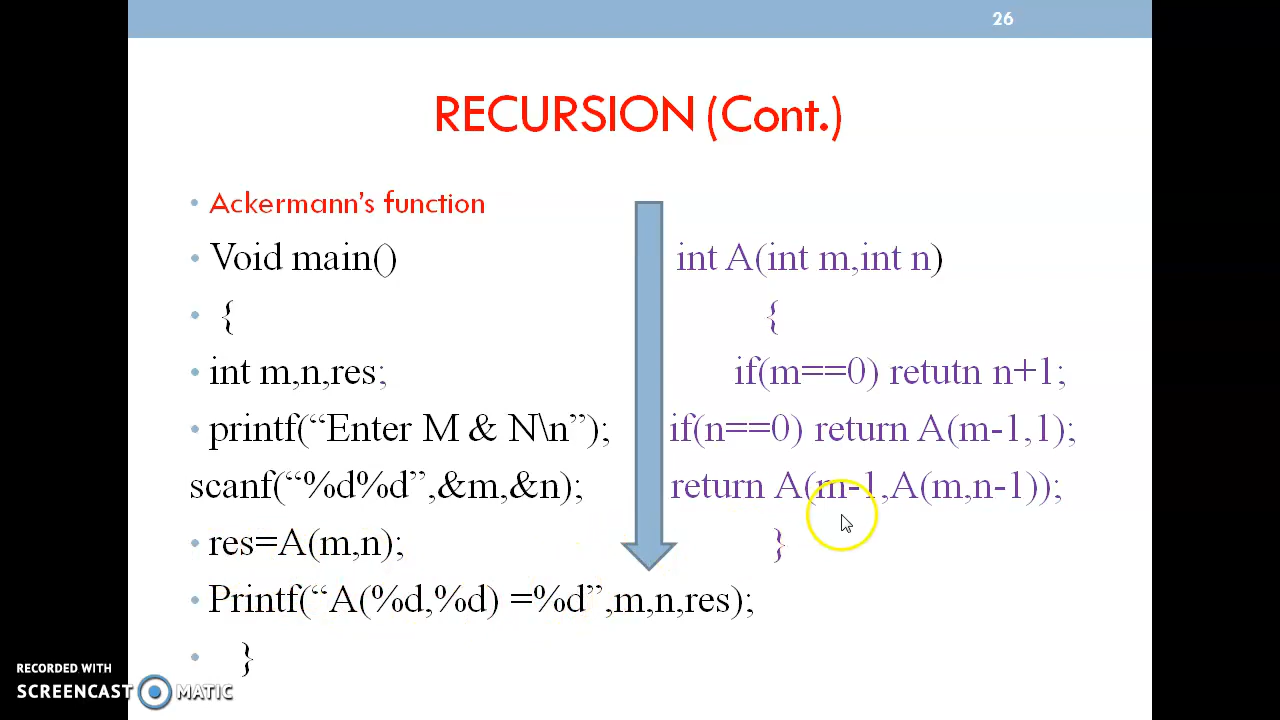 26
RECURSION (Cont.)
• Ackermann's function
• Void main()
• {
• int m,n,res;
• printf(“Enter M & N\n”);
scanf(“%d%d”,&m,&n);
• res=A(m,n);
• Printf(“A(%d,%d) =%d”,m,n,res);
• }
int A(int m,int n)
{
if(m==0) retutn n+1;
if(n==0) return A(m-1,1);
return A(m-1,A(m,n-1));
}
RECORDED WITH
SCREENCAST MATIC